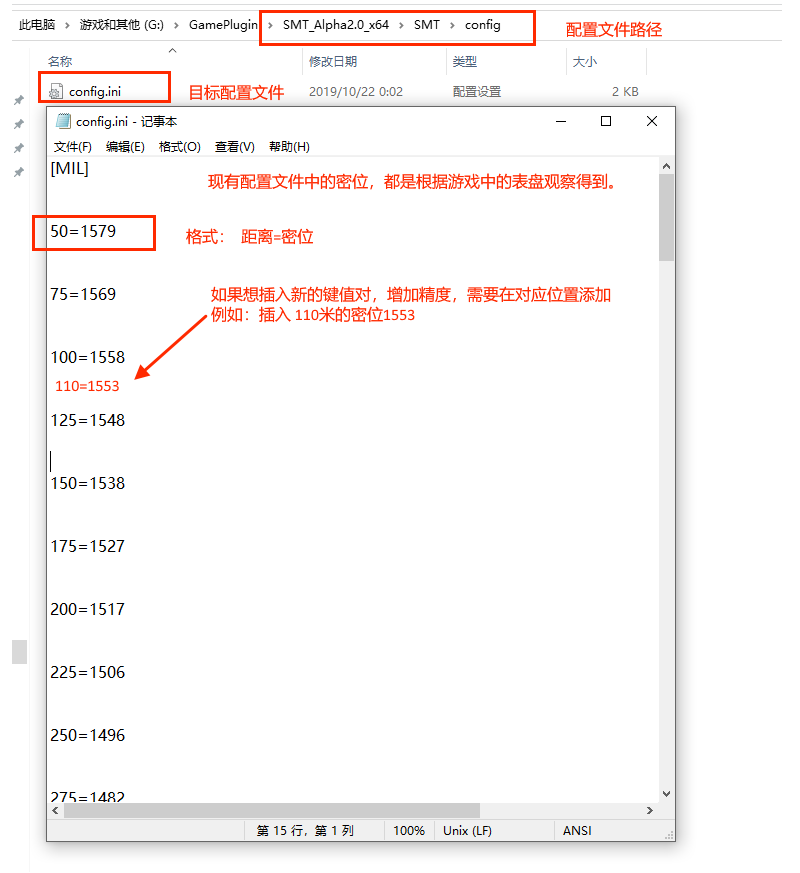 此电脑 > 游戏和其他 (G:) > GamePlugin > SMT_Alpha2.0_x64 > SMT > config
配置文件路径
名称 修改日期 类型 大小
config.ini 目标配置文件 2019/10/22 0:02 配置设置 2 KB
config.ini - 记事本
文件(F) 编辑(E) 格式(O) 查看(V) 帮助(H)
[MIL]
现有配置文件中的密位，都是根据游戏中的表盘观察得到。
50=1579
格式： 距离=密位
75=1569
如果想插入新的键值对，增加精度，需要在对应位置添加
例如：插入 110米的密位1553
100=1558
110=1553
125=1548
150=1538
175=1527
200=1517
225=1506
250=1496
275=1482
第 15 行，第 1 列 100% Unix (LF) ANSI